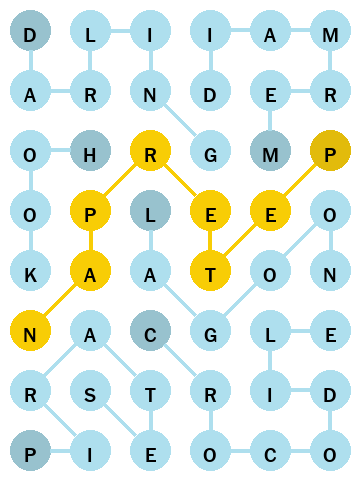 D L I I A M
A R N D E R
O H R G M P
O P L E E O
K A A T O N
N A C G L E
R S T R I D
P I E O C O